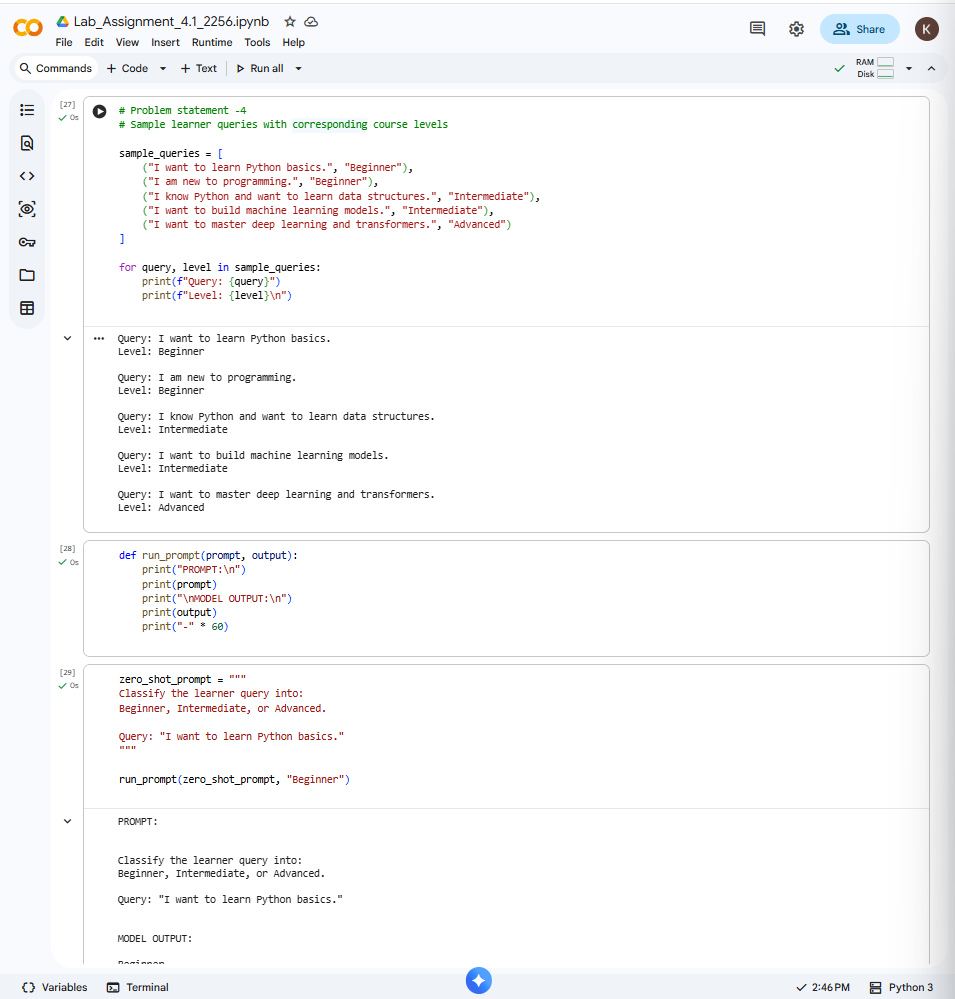 CO Lab_Assignment_4.1_2256.ipynb
File Edit View Insert Runtime Tools Help
Share
K
Commands + Code + Text Run all
RAM
Disk
[27]
0s
# Problem statement -4
# Sample learner queries with corresponding course levels
sample_queries = [
("I want to learn Python basics.", "Beginner"),
("I am new to programming.", "Beginner"),
("I know Python and want to learn data structures.", "Intermediate"),
("I want to build machine learning models.", "Intermediate"),
("I want to master deep learning and transformers.", "Advanced")
]
for query, level in sample_queries:
print(f"Query: {query}")
print(f"Level: {level}\n")
Query: I want to learn Python basics.
Level: Beginner
Query: I am new to programming.
Level: Beginner
Query: I know Python and want to learn data structures.
Level: Intermediate
Query: I want to build machine learning models.
Level: Intermediate
Query: I want to master deep learning and transformers.
Level: Advanced
[28]
0s
def run_prompt(prompt, output):
print("PROMPT:\n")
print(prompt)
print("\nMODEL OUTPUT:\n")
print(output)
print("-" * 60)
[29]
0s
zero_shot_prompt = """
Classify the learner query into:
Beginner, Intermediate, or Advanced.
Query: "I want to learn Python basics."
"""
run_prompt(zero_shot_prompt, "Beginner")
PROMPT:
Classify the learner query into:
Beginner, Intermediate, or Advanced.
Query: "I want to learn Python basics."
MODEL OUTPUT:
Beginner
{} Variables Terminal
2:46 PM Python 3